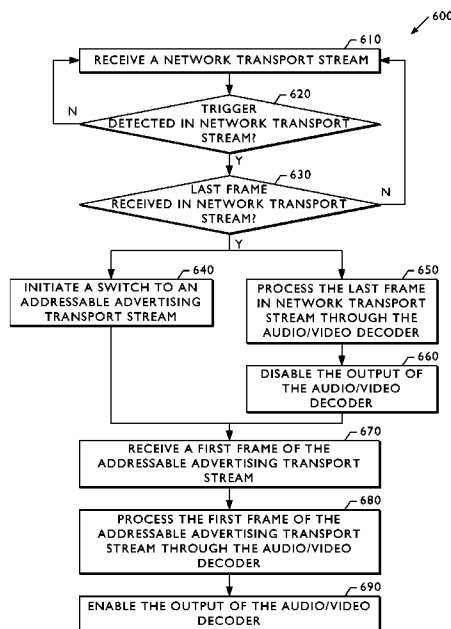 600
610
RECEIVE A NETWORK TRANSPORT STREAM
620
N
TRIGGER
DETECTED IN NETWORK TRANSPORT
STREAM?
Y
630
LAST FRAME
RECEIVED IN NETWORK TRANSPORT
STREAM?
N
Y
640
INITIATE A SWITCH TO AN
ADDRESSABLE ADVERTISING
TRANSPORT STREAM
650
PROCESS THE LAST FRAME
IN NETWORK TRANSPORT
STREAM THROUGH THE
AUDIO/VIDEO DECODER
660
DISABLE THE OUTPUT OF
THE AUDIO/VIDEO
DECODER
670
RECEIVE A FIRST FRAME OF THE
ADDRESSABLE ADVERTISING TRANSPORT
STREAM
680
PROCESS THE FIRST FRAME OF THE
ADDRESSABLE ADVERTISING TRANSPORT
STREAM THROUGH THE AUDIO/VIDEO
DECODER
690
ENABLE THE OUTPUT OF THE AUDIO/VIDEO
DECODER